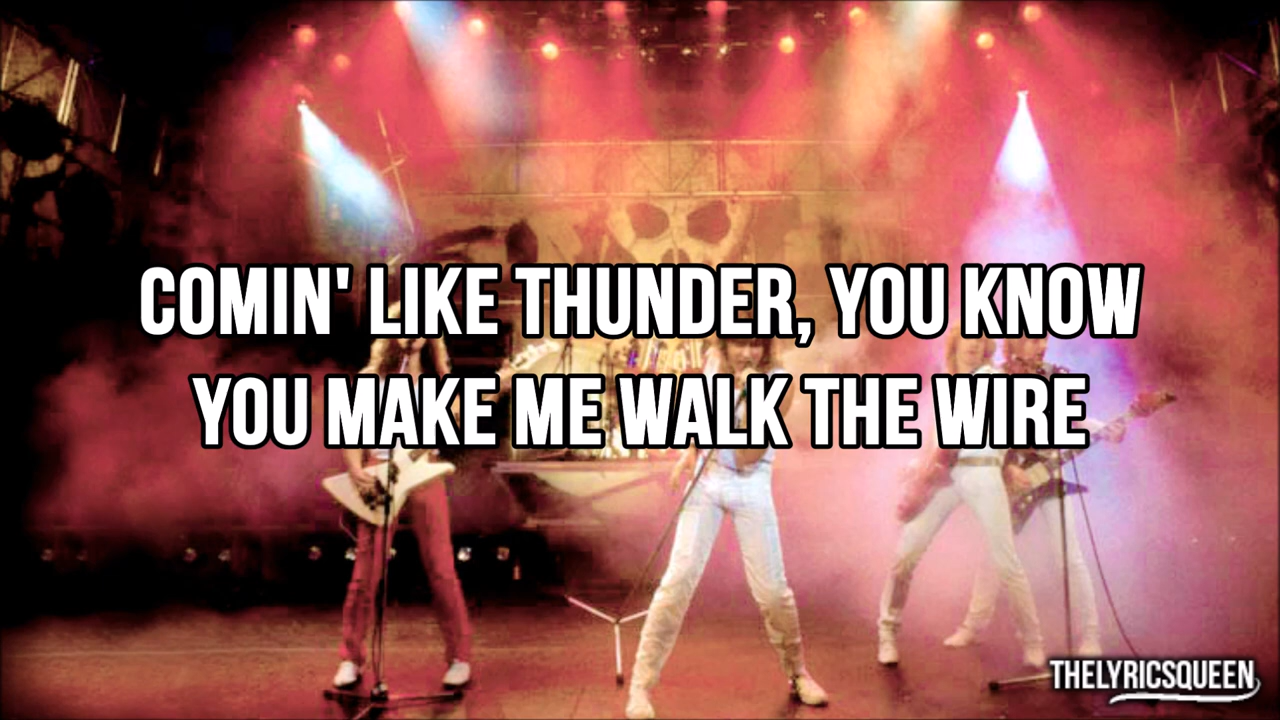 COMIN' LIKE THUNDER, YOU KNOW
YOU MAKE ME WALK THE WIRE
THELYRICSQUEEN